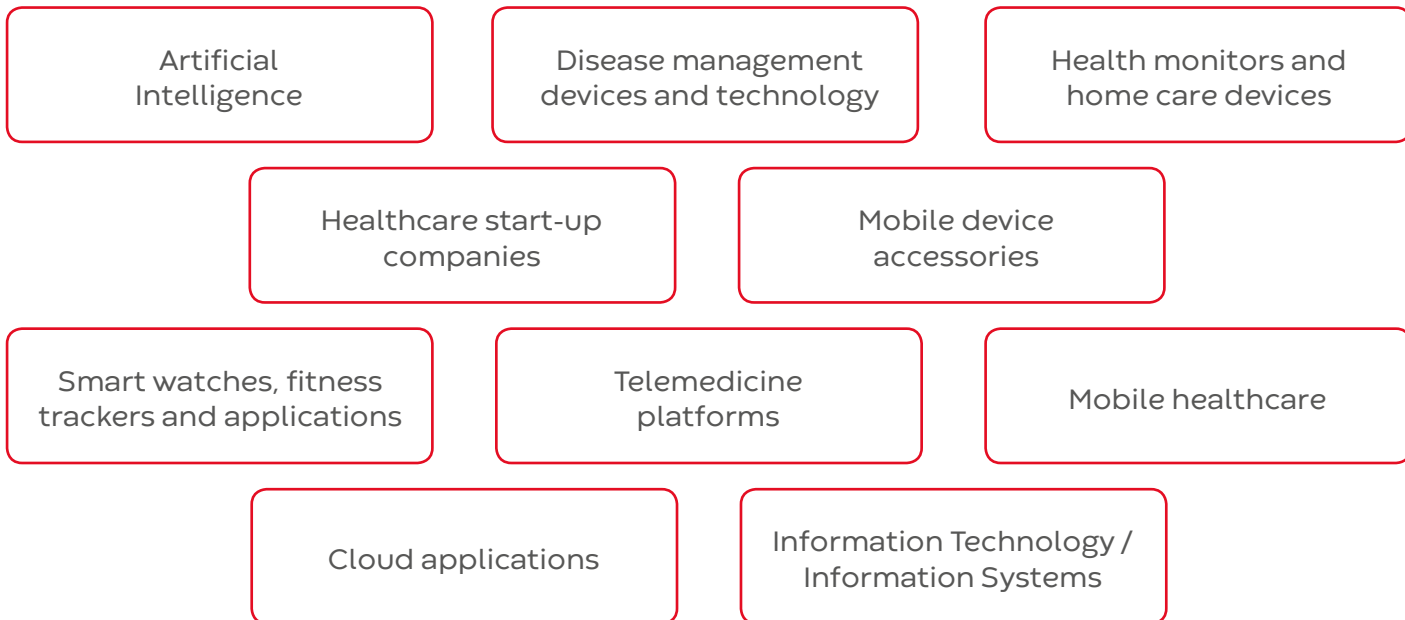 Artificial
Intelligence
Disease management
devices and technology
Health monitors and
home care devices
Healthcare start-up
companies
Mobile device
accessories
Smart watches, fitness
trackers and applications
Telemedicine
platforms
Mobile healthcare
Cloud applications
Information Technology /
Information Systems